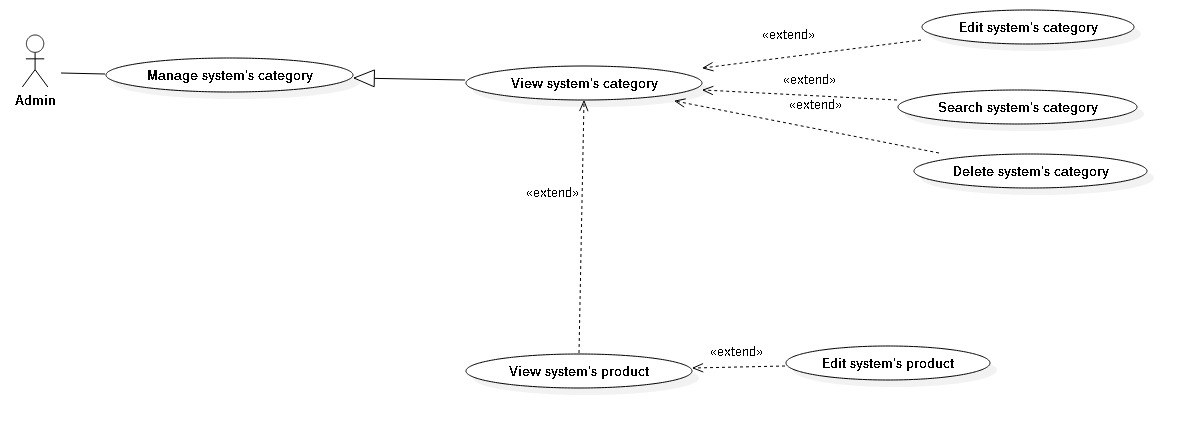 Edit system's category
«extend»
Manage system's category
View system's category
«extend»
Admin
«extend»
Search system's category
Delete system's category
«extend»
«extend»
View system's product
Edit system's product